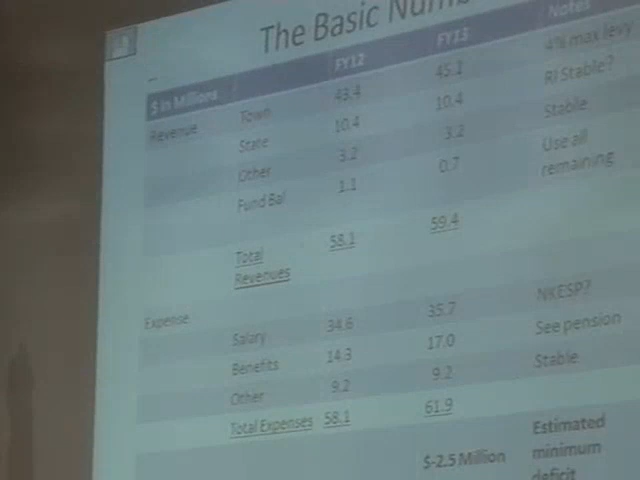 The Basic Numb
$ in Millions FY12 FY13 Notes
Revenue Town 43.4 45.1 4% max levy
State 10.4 10.4 RI Stable?
Other 3.2 3.2 Stable
Fund Bal 1.1 0.7 Use all
remaining
Total
Revenues 58.1 59.4
Expense
Salary 34.6 35.7 NKESP?
Benefits 14.3 17.0 See pension
Other 9.2 9.2 Stable
Total Expenses 58.1 61.9
$-2.5 Million Estimated
minimum
deficit